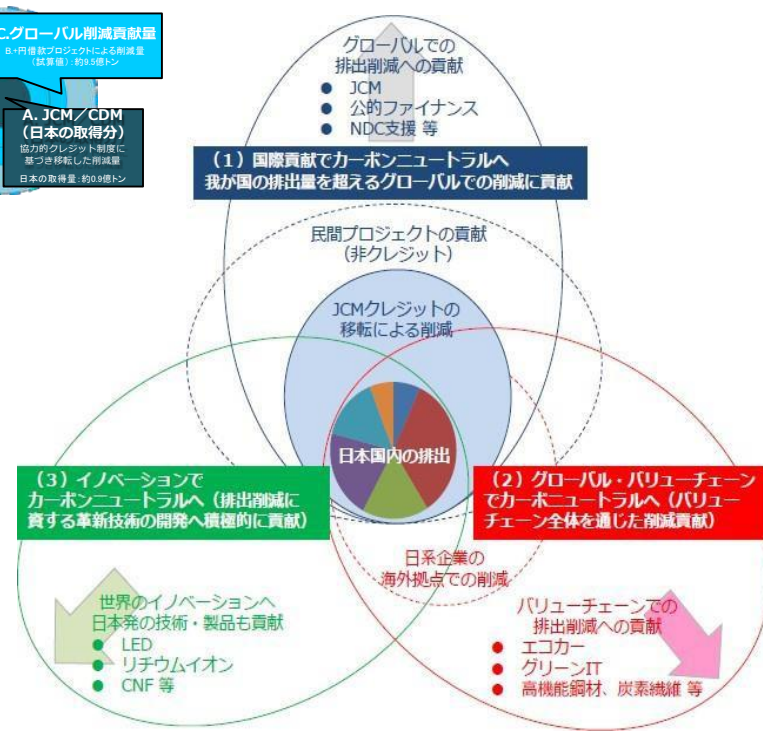 C.グローバル削減貢献量
B.+円借款プロジェクトによる削減量
(試算値):約9.5億トン
A. JCM/CDM
(日本の取得分)
協力的クレジット制度に
基づき移転した削減量
日本の取得量:約0.9億トン
グローバルでの
排出削減への貢献
● JCM
● 公的ファイナンス
● NDC支援 等
(1)国際貢献でカーボンニュートラルへ
我が国の排出量を超えるグローバルでの削減に貢献
民間プロジェクトの貢献
(非クレジット)
JCMクレジットの
移転による削減
日本国内の排出
(3)イノベーションで
カーボンニュートラルへ(排出削減に
資する革新技術の開発へ積極的に貢献)
(2)グローバル・バリューチェーン
でカーボニュートラルへ(バリュー
チェーン全体を通じた削減貢献)
日系企業の
海外拠点での削減
世界のイノベーションへ
日本発の技術・製品も貢献
● LED
● リチウムイオン
● CNF 等
バリューチェーンでの
排出削減への貢献
● エコカー
● グリーンIT
● 高機能鋼材、炭素繊維 等